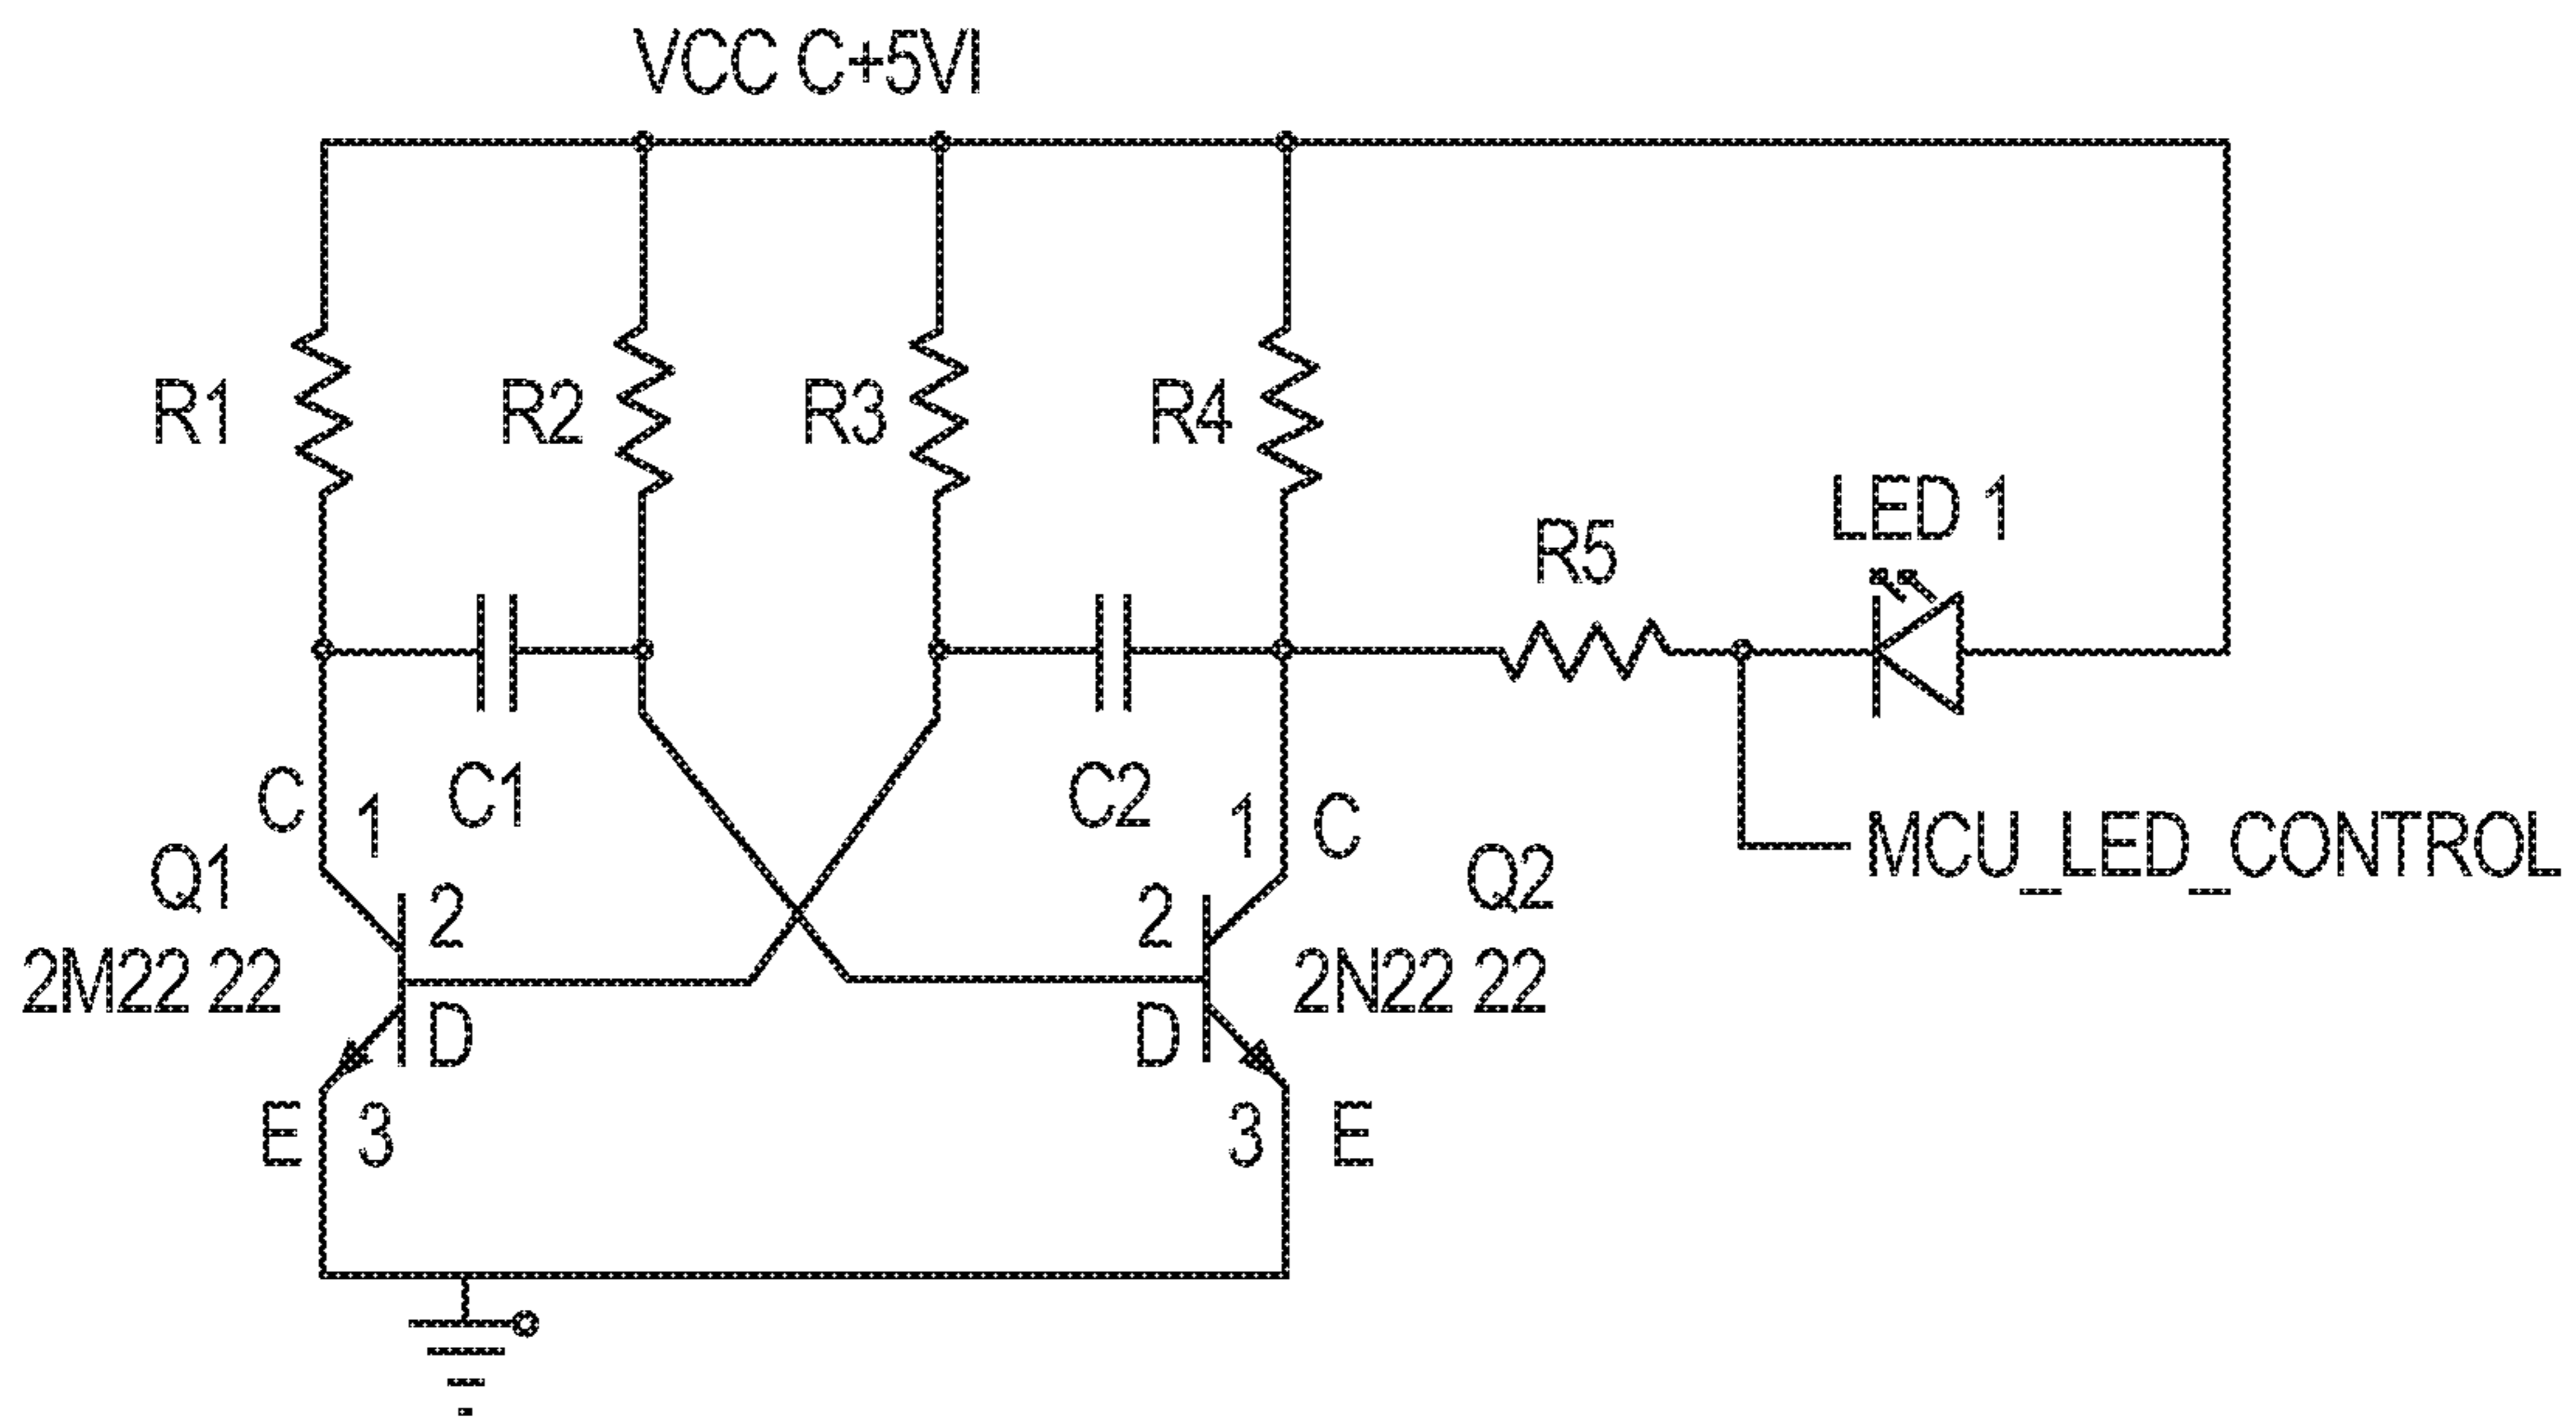 VCC C+5VI
R1
R2
R3
R4
R5
LED 1
C
1
C1
C2
1
C
MCU_LED_CONTROL
Q1
2
2
Q2
2M22 22
D
D
2N22 22
E
3
3
E